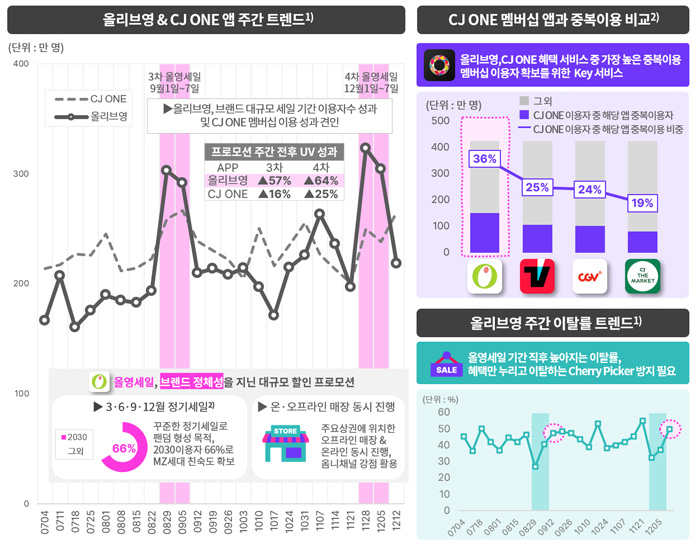 올리브영 & CJ ONE 앱 주간 트렌드1)
(단위 : 만 명)
400
300
200
100
0
3차 올영세일
9월1일~7일
4차 올영세일
12월1일~7일
CJ ONE
올리브영
▶올리브영, 브랜드 대규모 세일 기간 이용자수 성과
및 CJ ONE 멤버십 이용 성과 견인
프로모션 주간 전후 UV 성과
APP 3차 4차
올리브영 ▲57% ▲64%
CJ ONE ▲16% ▲25%
올영세일, 브랜드 정체성을 지닌 대규모 할인 프로모션
▶ 3·6·9·12월 정기세일2)
2030
그외
66%
꾸준한 정기세일로
팬덤 형성 목적,
2030이용자 66%로
MZ세대 친숙도 확보
▶ 온·오프라인 매장 동시 진행
STORE
주요상권에 위치한
오프라인 매장 &
온라인 동시 진행,
옴니채널 강점 활용
0704 0711 0718 0725 0801 0808 0815 0822 0829 0905 0912 0919 0926 1003 1010 1017 1024 1031 1107 1114 1121 1128 1205 1212
CJ ONE 멤버십 앱과 중복이용 비교2)
올리브영,CJ ONE 혜택 서비스 중 가장 높은 중복이용
멤버십 이용자 확보를 위한 Key 서비스
(단위 : 만 명)
그외
CJ ONE 이용자 중 해당 앱 중복이용자
CJ ONE 이용자 중 해당 앱 중복이용 비중
500
400
300
200
100
0
36%
25%
24%
19%
CGV
CJ
THE
MARKET
올리브영 주간 이탈률 트렌드1)
SALE
올영세일 기간 직후 높아지는 이탈률,
혜택만 누리고 이탈하는 Cherry Picker 방지 필요
(단위 : %)
60
50
40
30
20
10
0
0704 0718 0801 0815 0829 0912 0926 1010 1024 1107 1121 1205